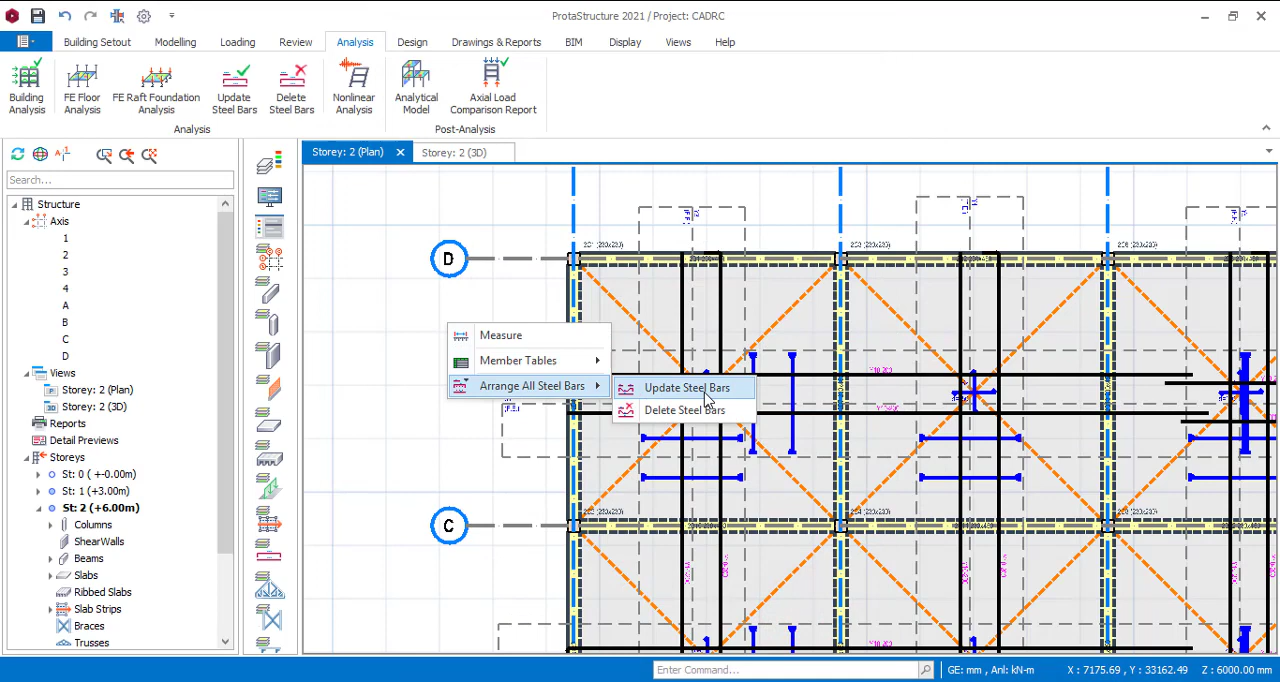 ProtaStructure 2021 / Project: CADRC
Building Setout
Modelling
Loading
Review
Analysis
Design
Drawings & Reports
BIM
Display
Views
Help
Building
Analysis
FE Floor
Analysis
FE Raft Foundation
Analysis
Update
Steel Bars
Delete
Steel Bars
Nonlinear
Analysis
Analytical
Model
Axial Load
Comparison Report
Analysis
Post-Analysis
Search...
Structure
Axis
1
2
3
4
A
B
C
D
Views
Storey: 2 (Plan)
Storey: 2 (3D)
Reports
Detail Previews
Storeys
St: 0 ( +-0.00m)
St: 1 (+3.00m)
St: 2 (+6.00m)
Columns
ShearWalls
Beams
Slabs
Ribbed Slabs
Slab Strips
Braces
Trusses
Storey: 2 (Plan)
Storey: 2 (3D)
D
C
Measure
Member Tables
Arrange All Steel Bars
Update Steel Bars
Delete Steel Bars
Enter Command...
GE: mm , Anl: kN-m
X : 7175.69 , Y : 33162.49
Z : 6000.00 mm